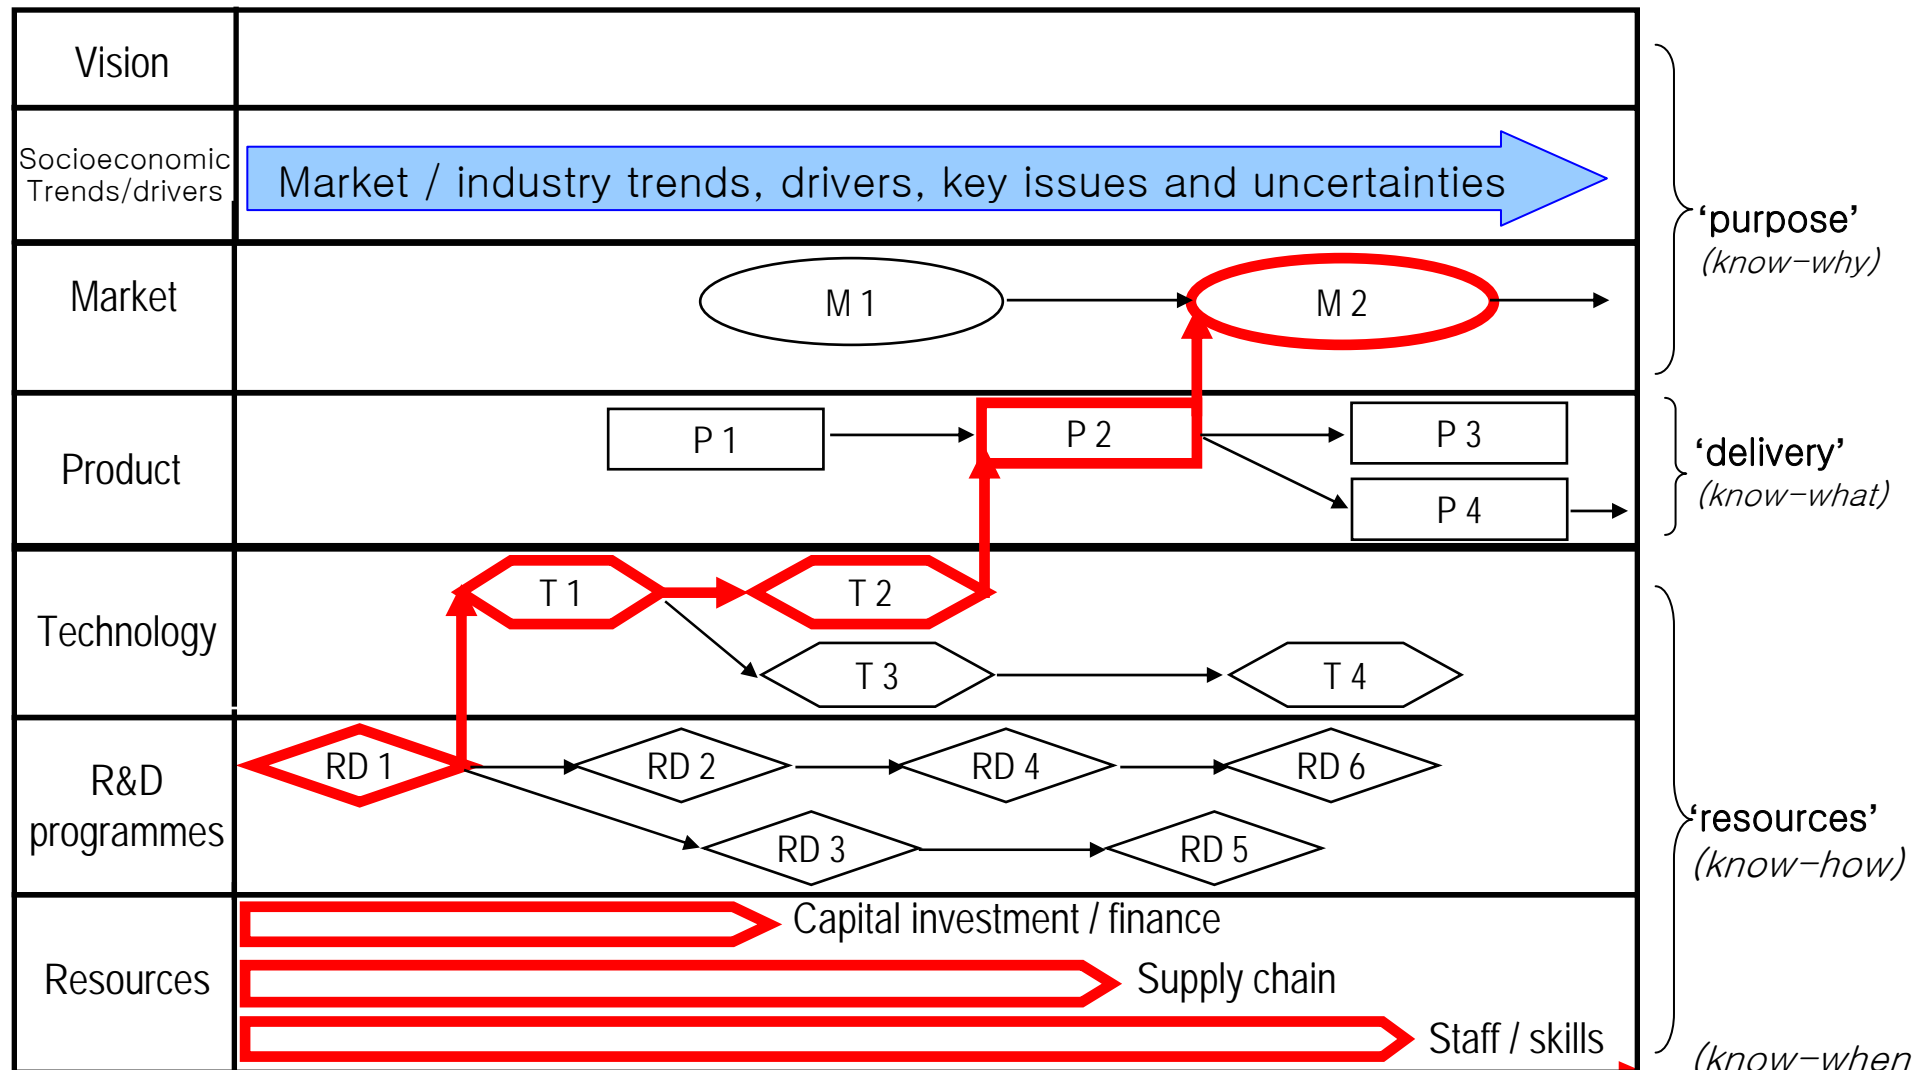 Vision
Socioeconomic
Trends/drivers
Market / industry trends, drivers, key issues and uncertainties
'purpose'
(know-why)
Market
M 1
M 2
Product
P 1
P 2
P 3
P 4
'delivery'
(know-what)
Technology
T 1
T 2
T 3
T 4
R&D
programmes
RD 1
RD 2
RD 4
RD 6
RD 3
RD 5
'resources'
(know-how)
Resources
Capital investment / finance
Supply chain
Staff / skills
(know-when